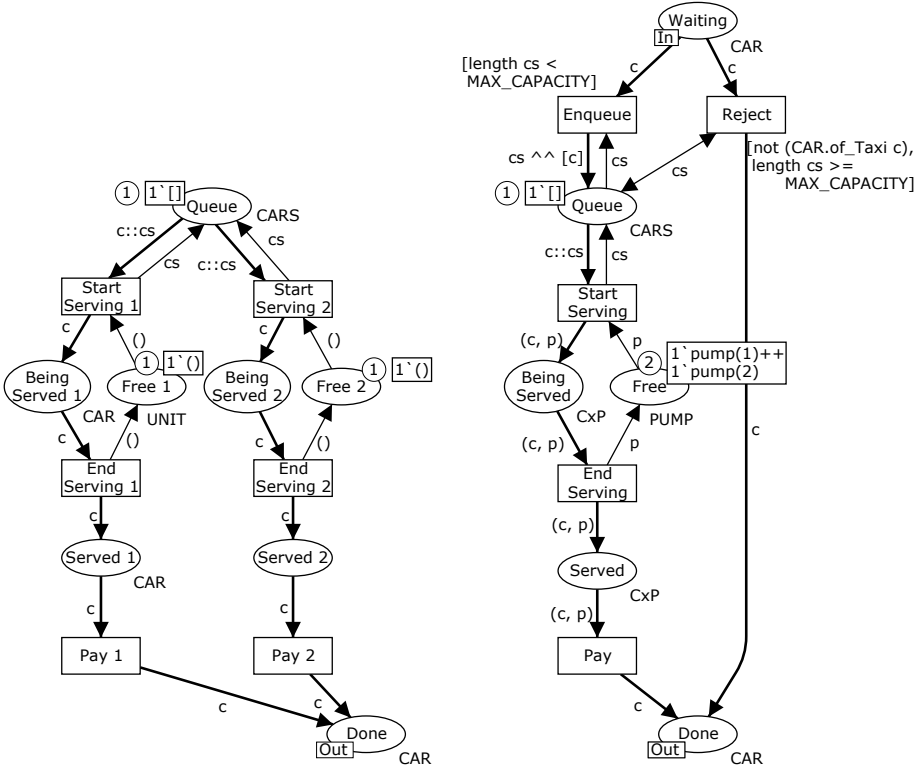 1
1`[]
Queue
CARS
c::cs
cs
c::cs
cs
Start
Serving 1
Start
Serving 2
c
()
c
()
1
1`()
1
1`()
Being
Served 1
Free 1
Being
Served 2
Free 2
CAR
UNIT
c
()
c
()
End
Serving 1
End
Serving 2
c
c
Served 1
Served 2
CAR
c
c
Pay 1
Pay 2
c
c
Done
Out
CAR
Waiting
In
CAR
[length cs <
MAX_CAPACITY]
c
c
Enqueue
Reject
[not (CAR.of_Taxi c),
length cs >=
MAX_CAPACITY]
cs ^^ [c]
cs
cs
1
1`[]
Queue
CARS
c::cs
cs
Start
Serving
(c, p)
p
2
1`pump(1)++
1`pump(2)
Being
Served
Free
CxP
PUMP
(c, p)
p
c
End
Serving
(c, p)
Served
CxP
(c, p)
Pay
c
Done
Out
CAR